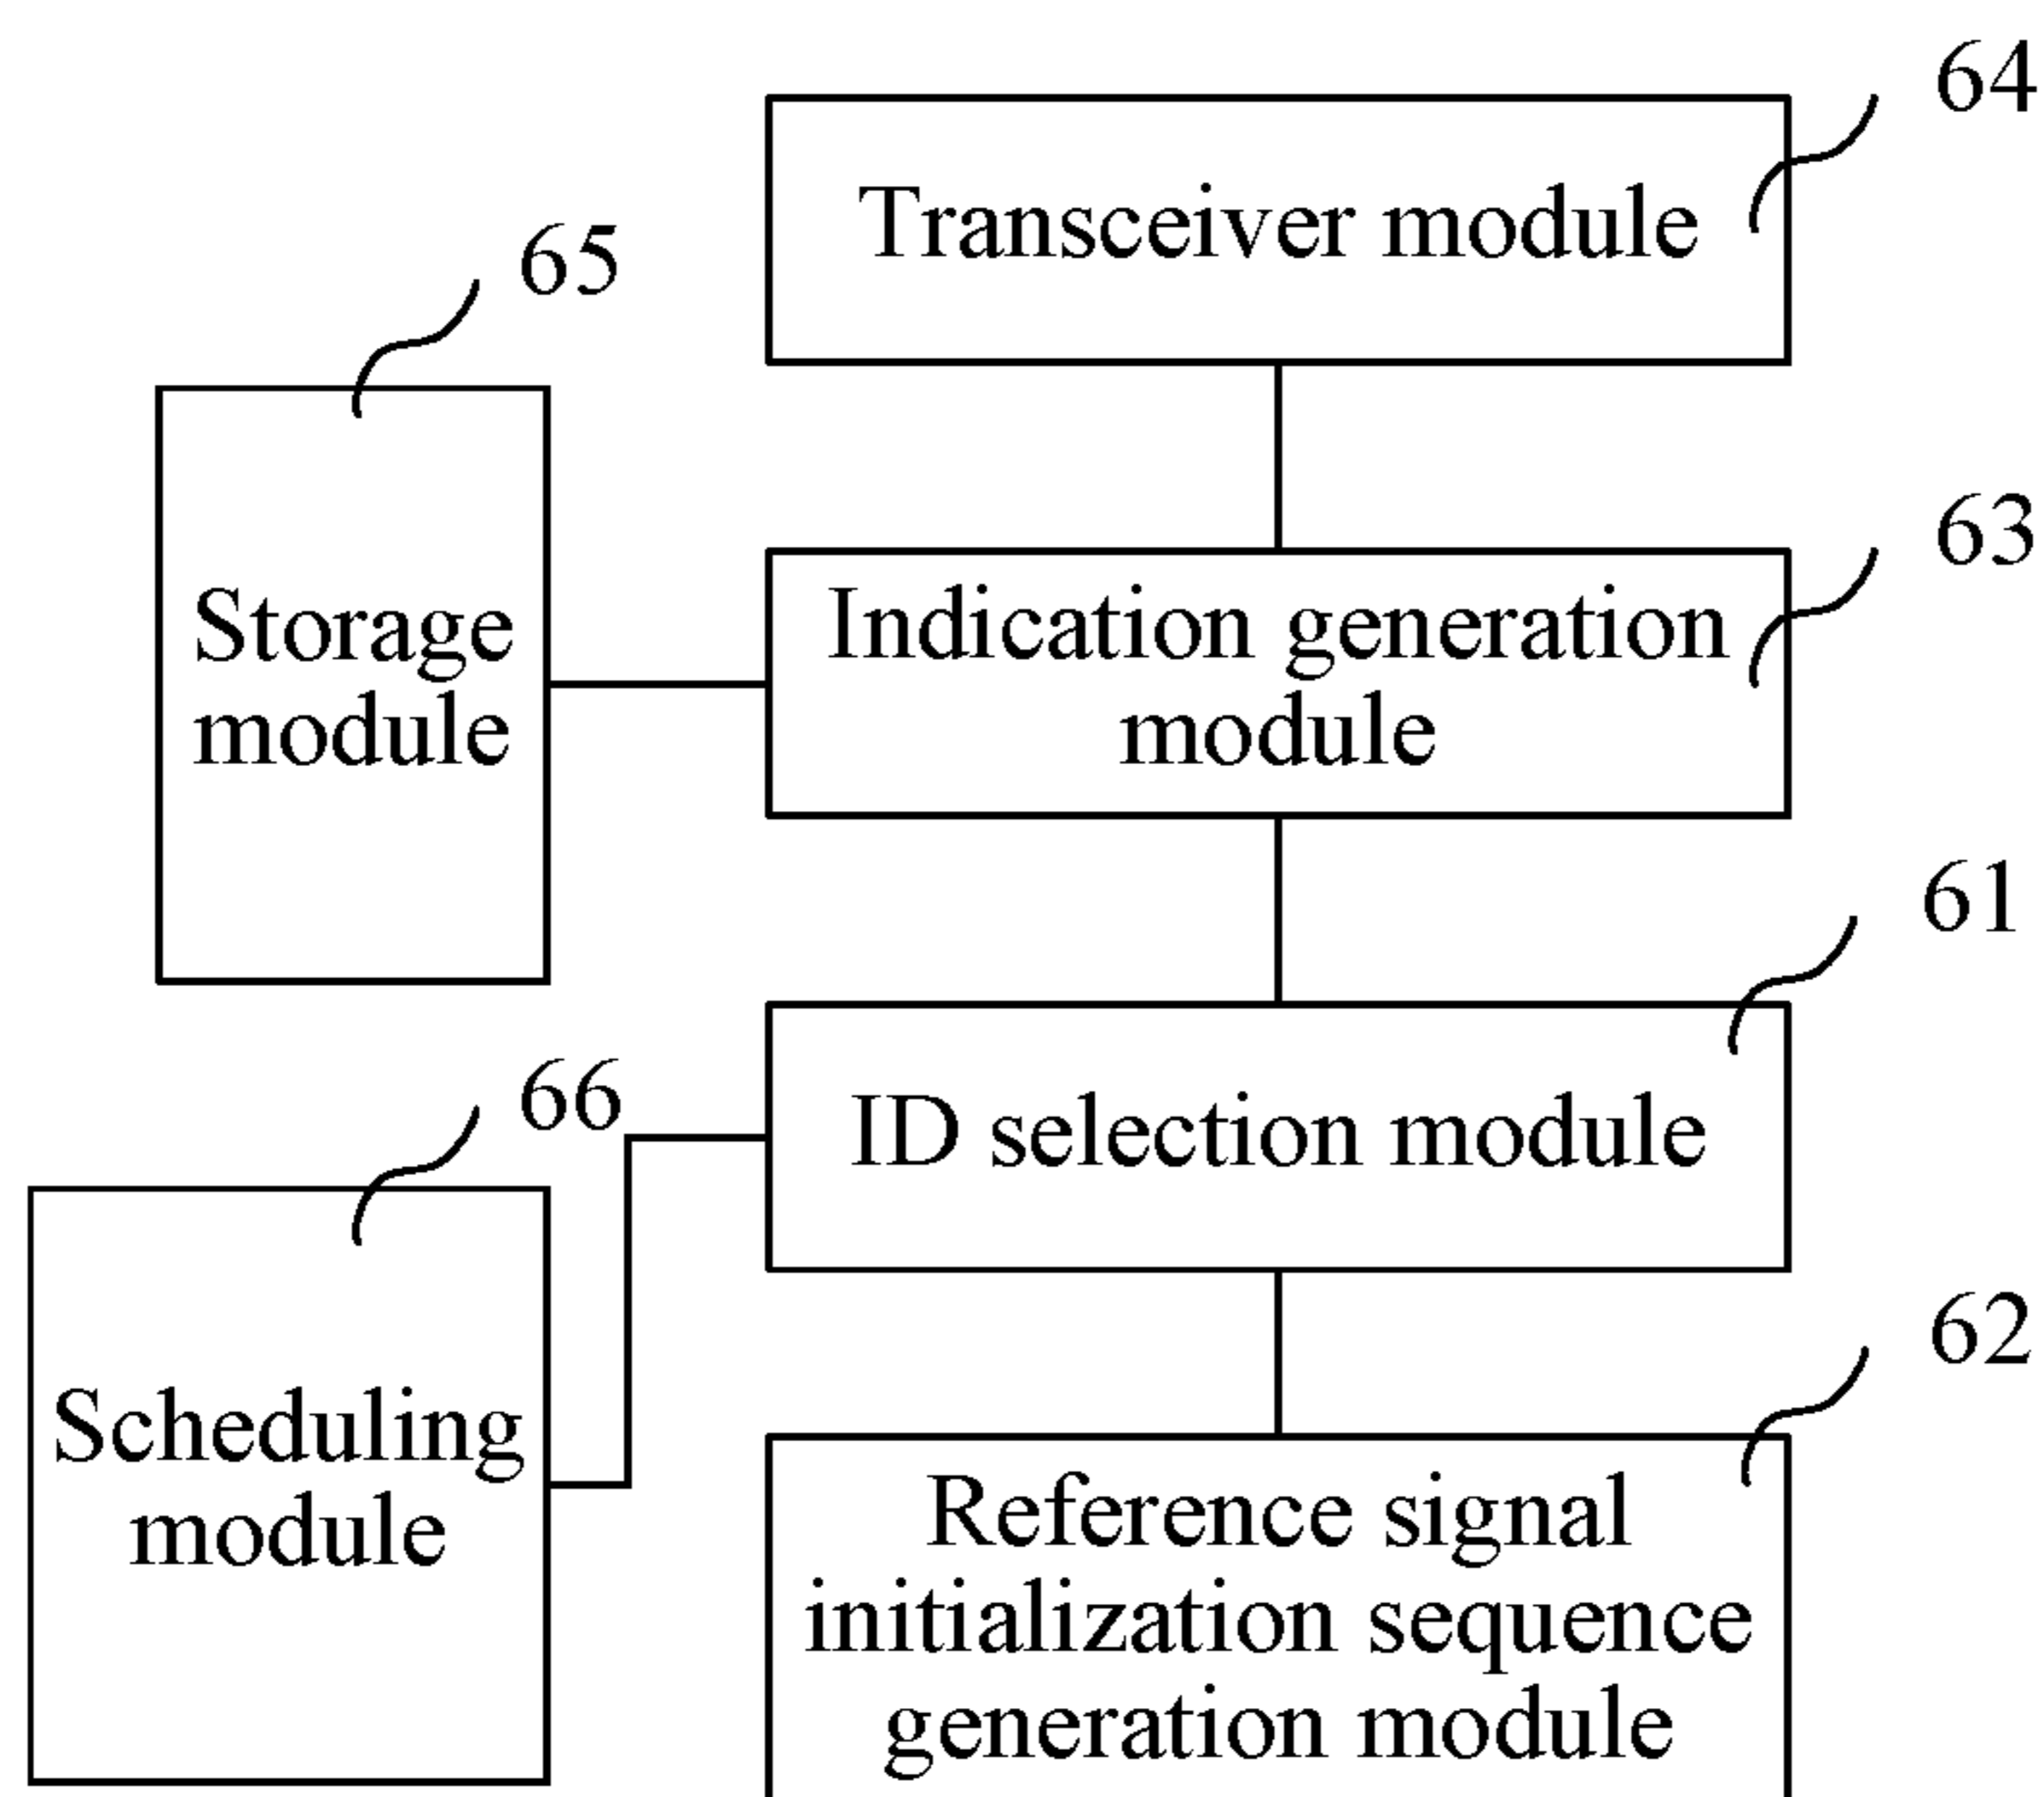 64
Transceiver module
65
63
Storage
module
Indication generation
module
61
ID selection module
66
62
Scheduling
module
Reference signal
initialization sequence
generation module